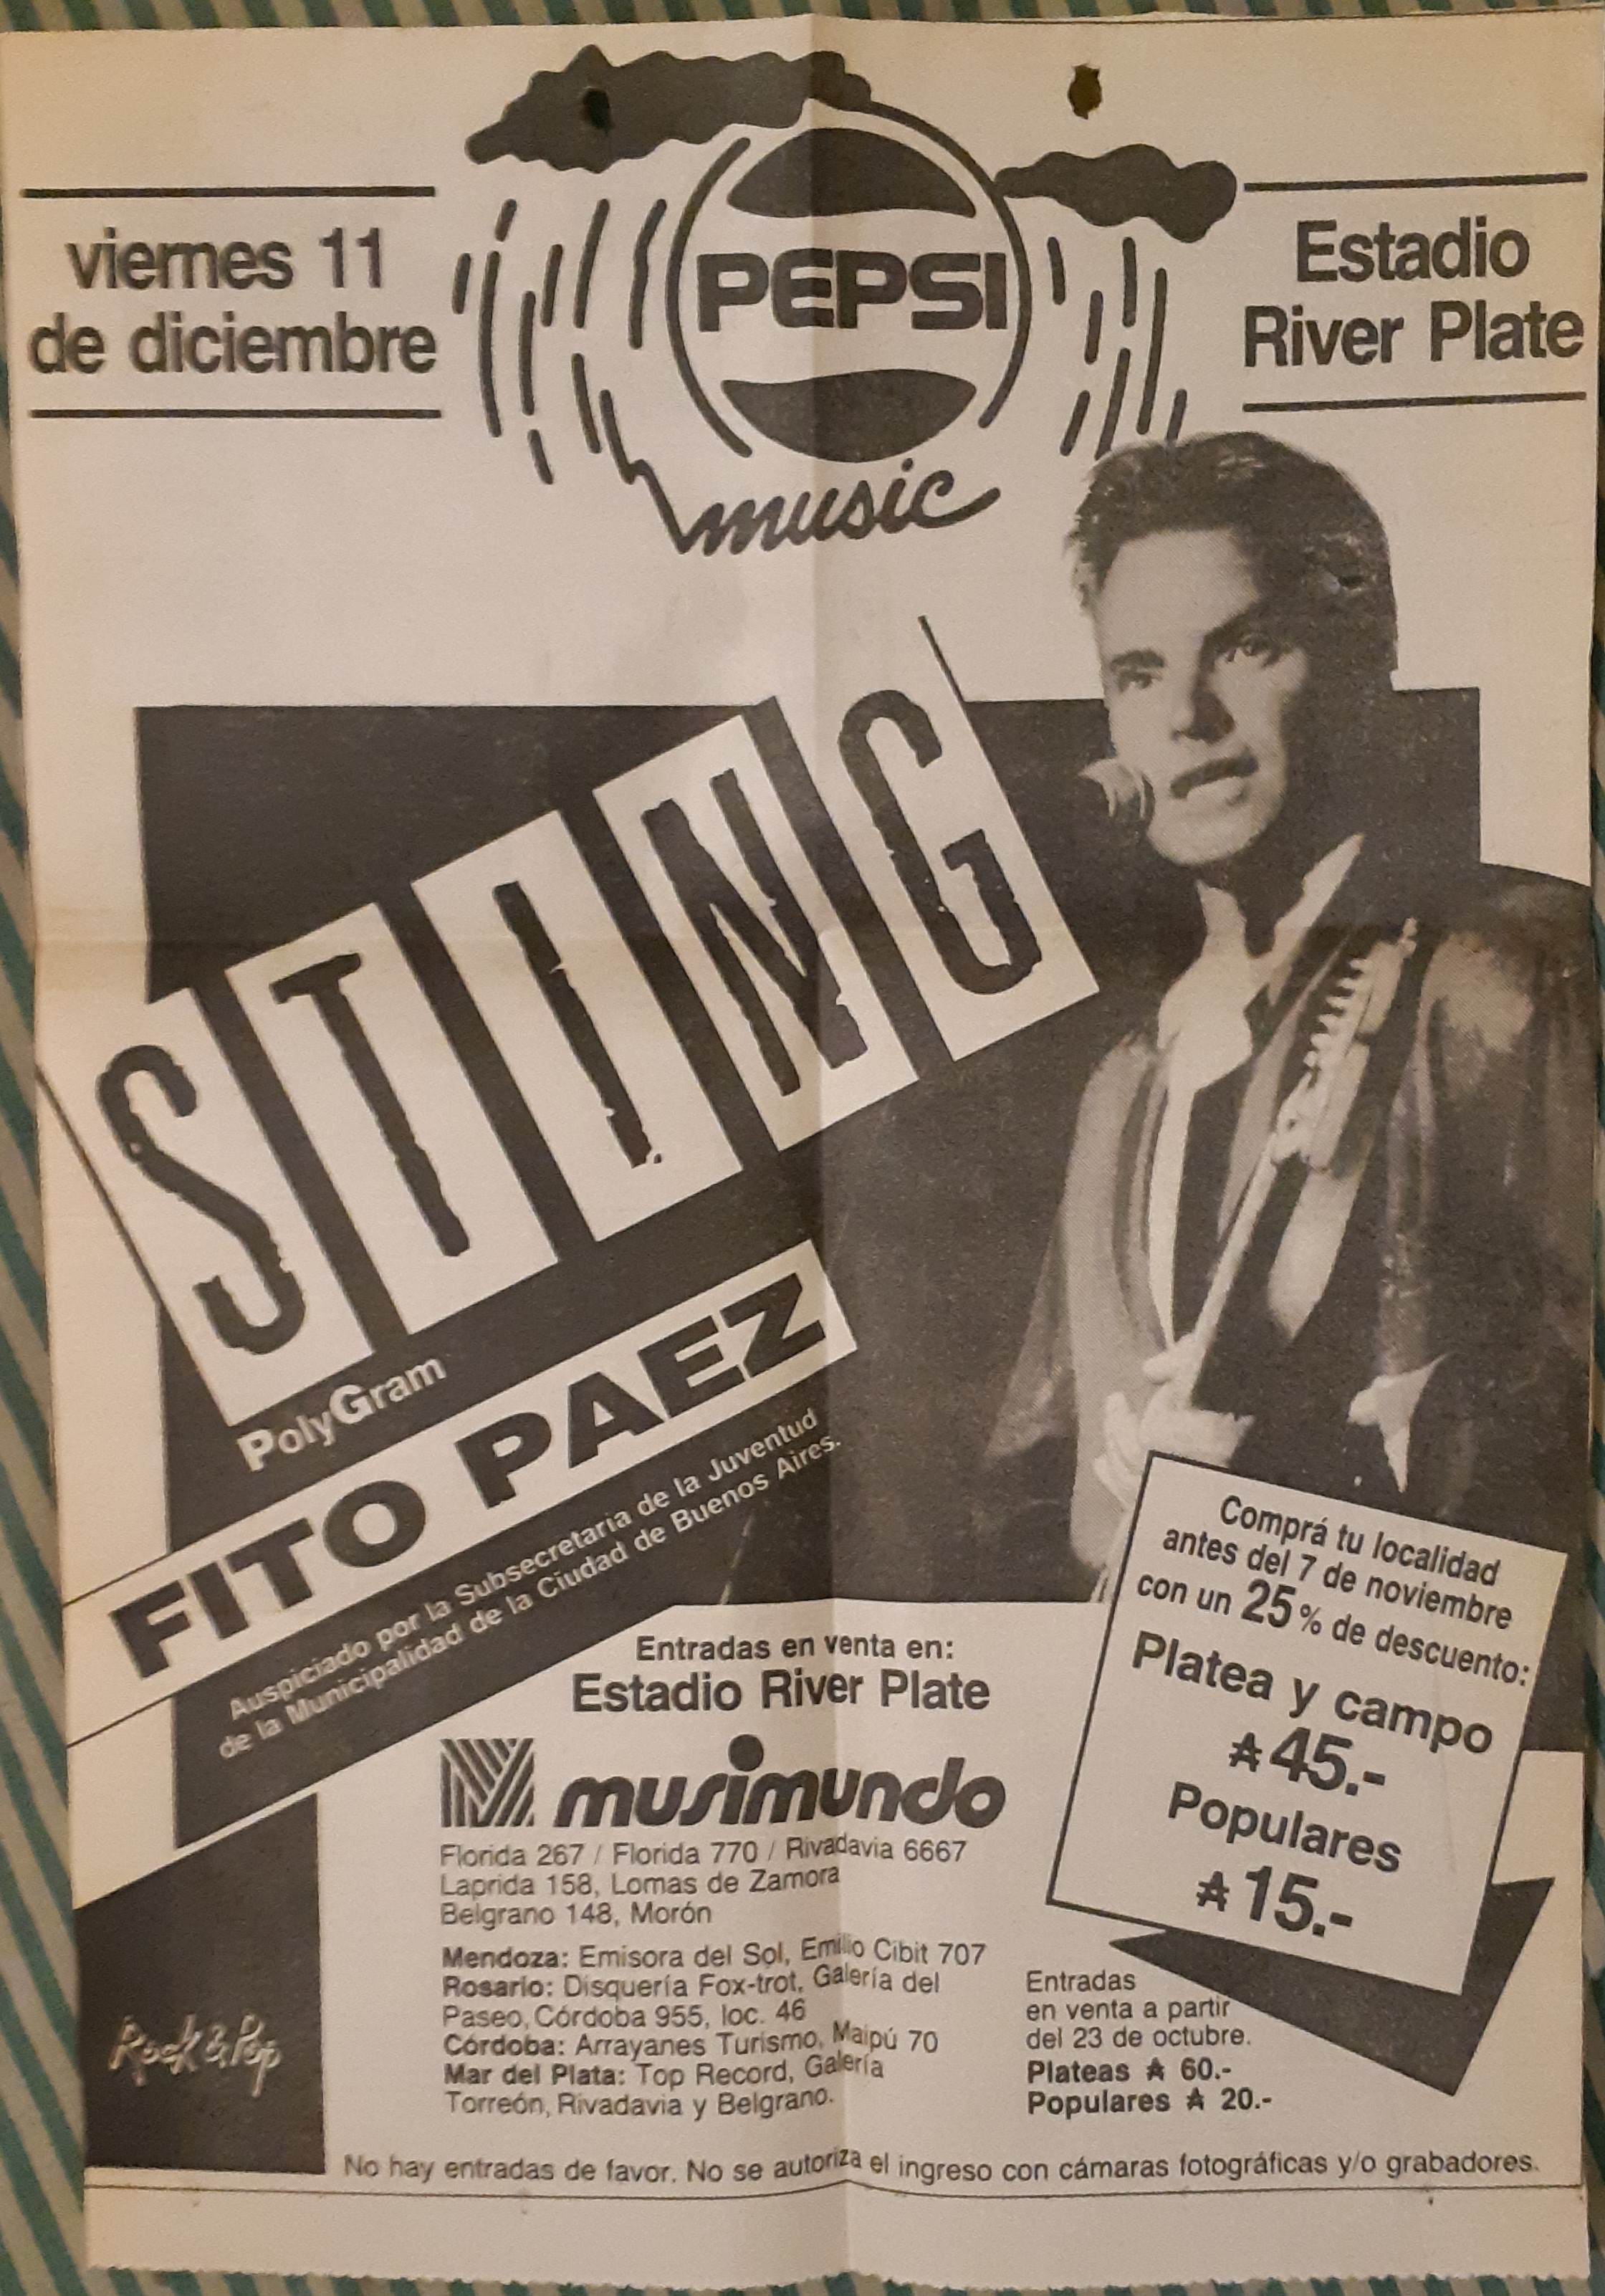 viernes 11
de diciembre
PEPSI
music
Estadio
River Plate
STING
PolyGram
FITO PAEZ
Auspiciado por la Subsecretaria de la Juventud
de la Municipalidad de la Ciudad de Buenos Aires.
Comprá tu localidad
antes del 7 de noviembre
con un 25% de descuento:
Platea y campo
₳ 45.-
Populares
₳ 15.-
Entradas en venta en:
Estadio River Plate
musimundo
Florida 267 / Florida 770 / Rivadavia 6667
Laprida 158, Lomas de Zamora
Belgrano 148, Morón
Mendoza: Emisora del Sol, Emilio Cibit 707
Rosario: Disquería Fox-trot, Galería del
Paseo, Córdoba 955, loc. 46
Córdoba: Arrayanes Turismo, Maipú 70
Mar del Plata: Top Record, Galería
Torreón, Rivadavia y Belgrano.
Entradas
en venta a partir
del 23 de octubre.
Plateas ₳ 60.-
Populares ₳ 20.-
Rock & Pop
No hay entradas de favor. No se autoriza el ingreso con cámaras fotográficas y/o grabadores.